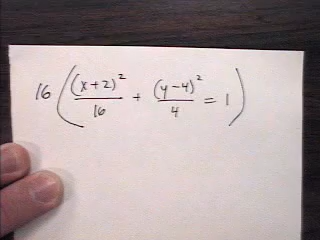 16 ( (x+2)² / 16 + (y-4)² / 4 = 1 )